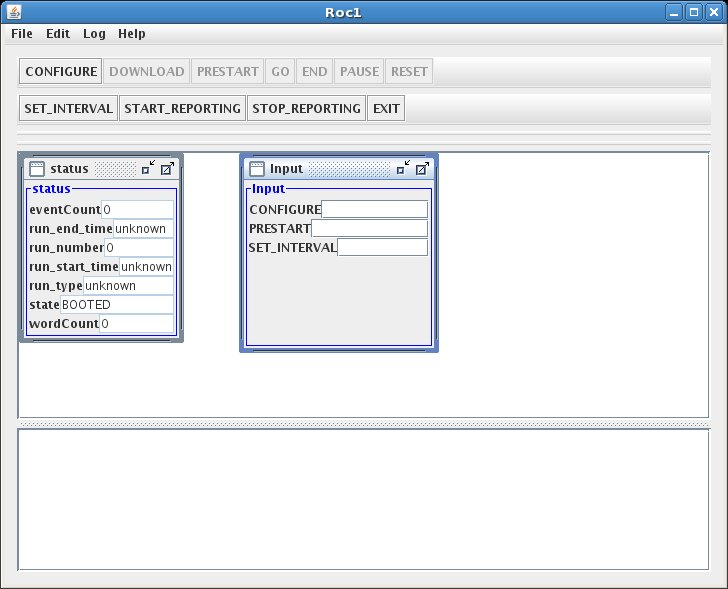 Roc1
File Edit Log Help
CONFIGURE DOWNLOAD PRESTART GO END PAUSE RESET
SET_INTERVAL START_REPORTING STOP_REPORTING EXIT
status
status
eventCount 0
run_end_time unknown
run_number 0
run_start_time unknown
run_type unknown
state BOOTED
wordCount 0
Input
Input
CONFIGURE
PRESTART
SET_INTERVAL